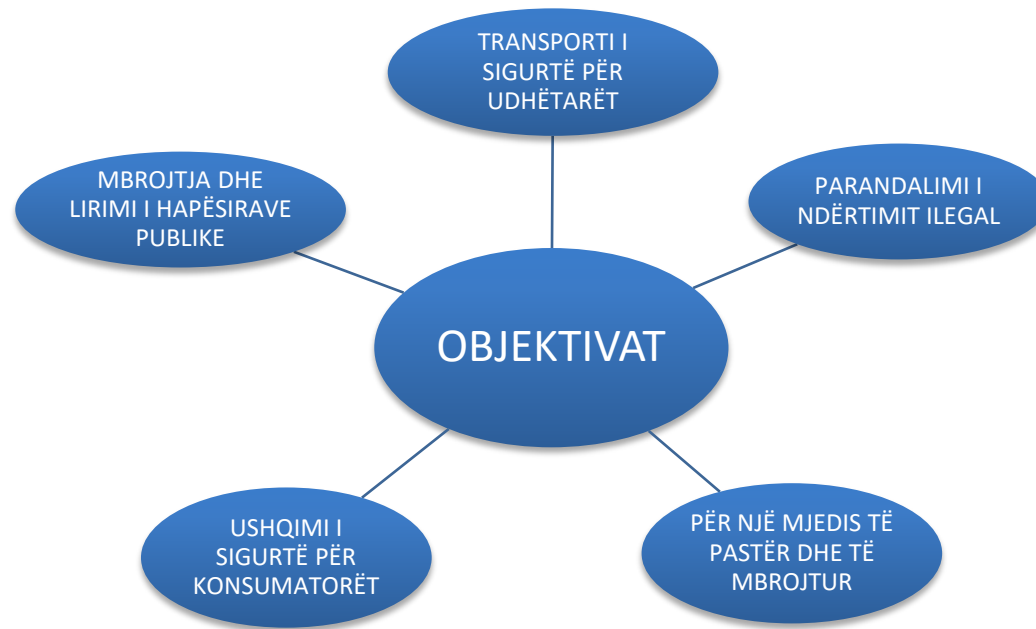 TRANSPORTI I
SIGURTË PËR
UDHËTARËT
MBROJTJA DHE
LIRIMI I HAPËSIRAVE
PUBLIKE
PARANDALIMI I
NDËRTIMIT ILEGAL
OBJEKTIVAT
USHQIMI I
SIGURTË PËR
KONSUMATORËT
PËR NJË MJEDIS TË
PASTËR DHE TË
MBROJTUR